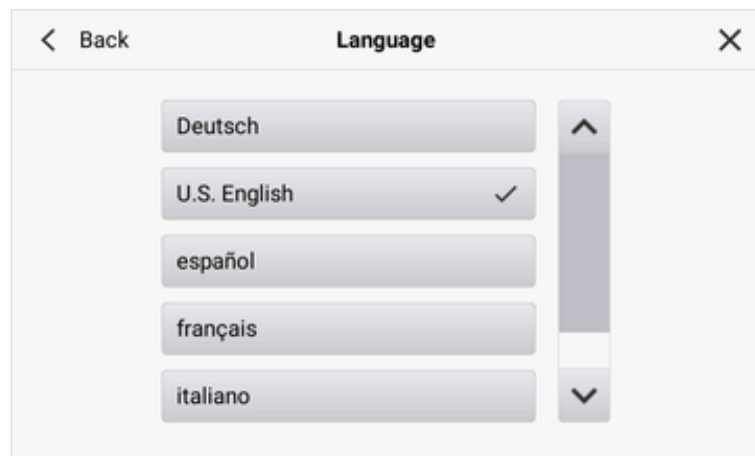 Back Language
Deutsch
U.S. English
español
français
italiano